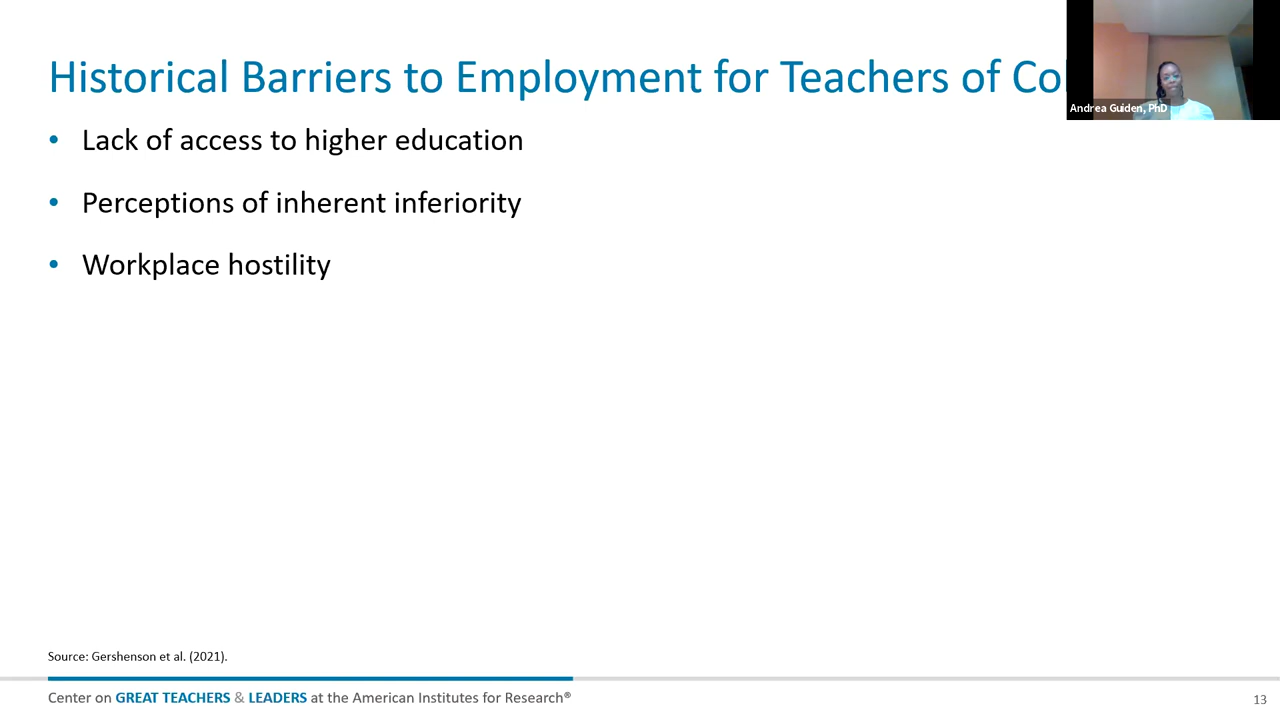 Historical Barriers to Employment for Teachers of Co
Andrea Guiden, PhD
• Lack of access to higher education
• Perceptions of inherent inferiority
• Workplace hostility
Source: Gershenson et al. (2021).
Center on GREAT TEACHERS & LEADERS at the American Institutes for Research®
13